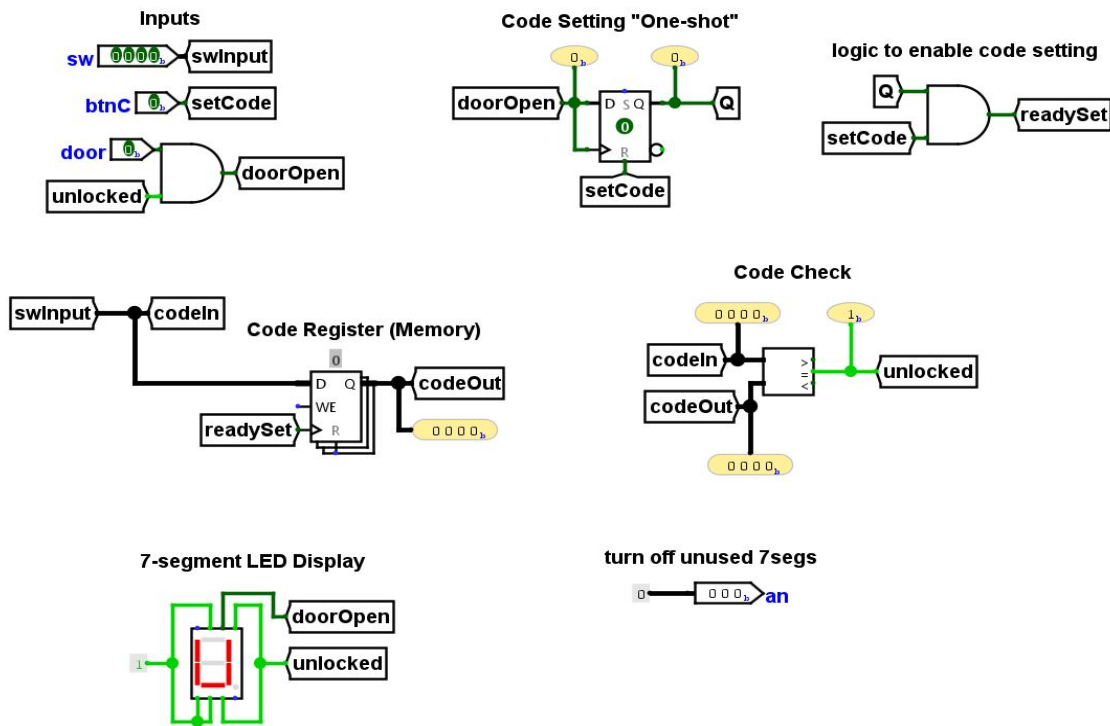 Inputs
sw 0000b swInput
btnC 0b setCode
door 0b
unlocked
doorOpen
Code Setting "One-shot"
0b 0b
doorOpen D S Q Q
0
R
setCode
logic to enable code setting
Q
setCode
readySet
swInput codeIn
Code Register (Memory)
0
D Q codeOut
WE
readySet R
0000b
Code Check
0000b 1b
codeIn
codeOut
>
=
<
unlocked
0000b
7-segment LED Display
doorOpen
1
unlocked
turn off unused 7segs
0 000b an